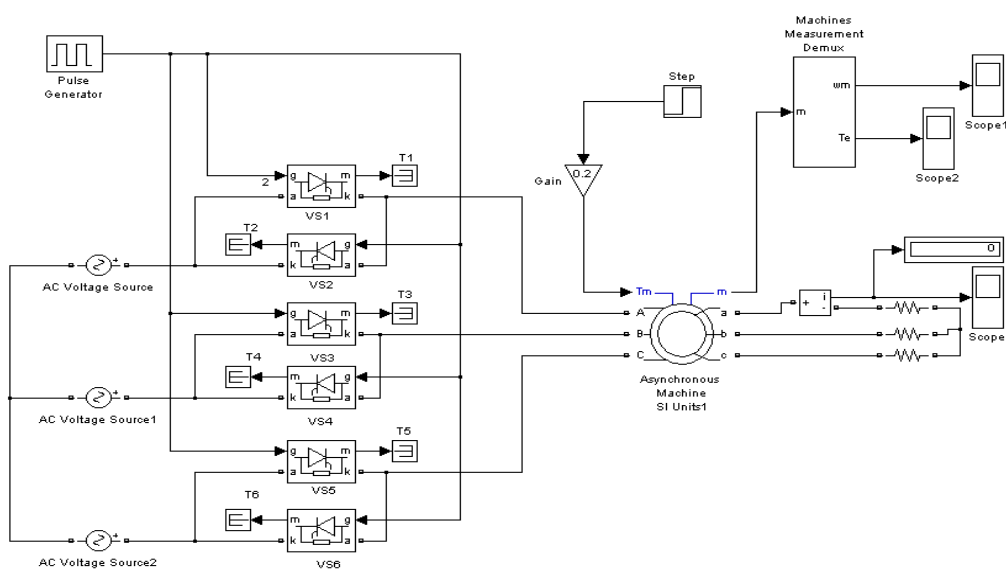 Pulse
Generator
2
g
m
a
k
VS1
T1
T2
m
g
k
a
VS2
AC Voltage Source
T3
g
m
a
k
VS3
T4
m
g
k
a
VS4
AC Voltage Source1
T5
g
m
a
k
VS5
T6
m
g
k
a
VS6
AC Voltage Source2
Step
Gain
0.2
Machines
Measurement
Demux
m
wm
Te
Scope1
Scope2
0
Scope
Tm
m
A
B
C
a
b
c
+
i
-
Asynchronous
Machine
SI Units1
+
+
+